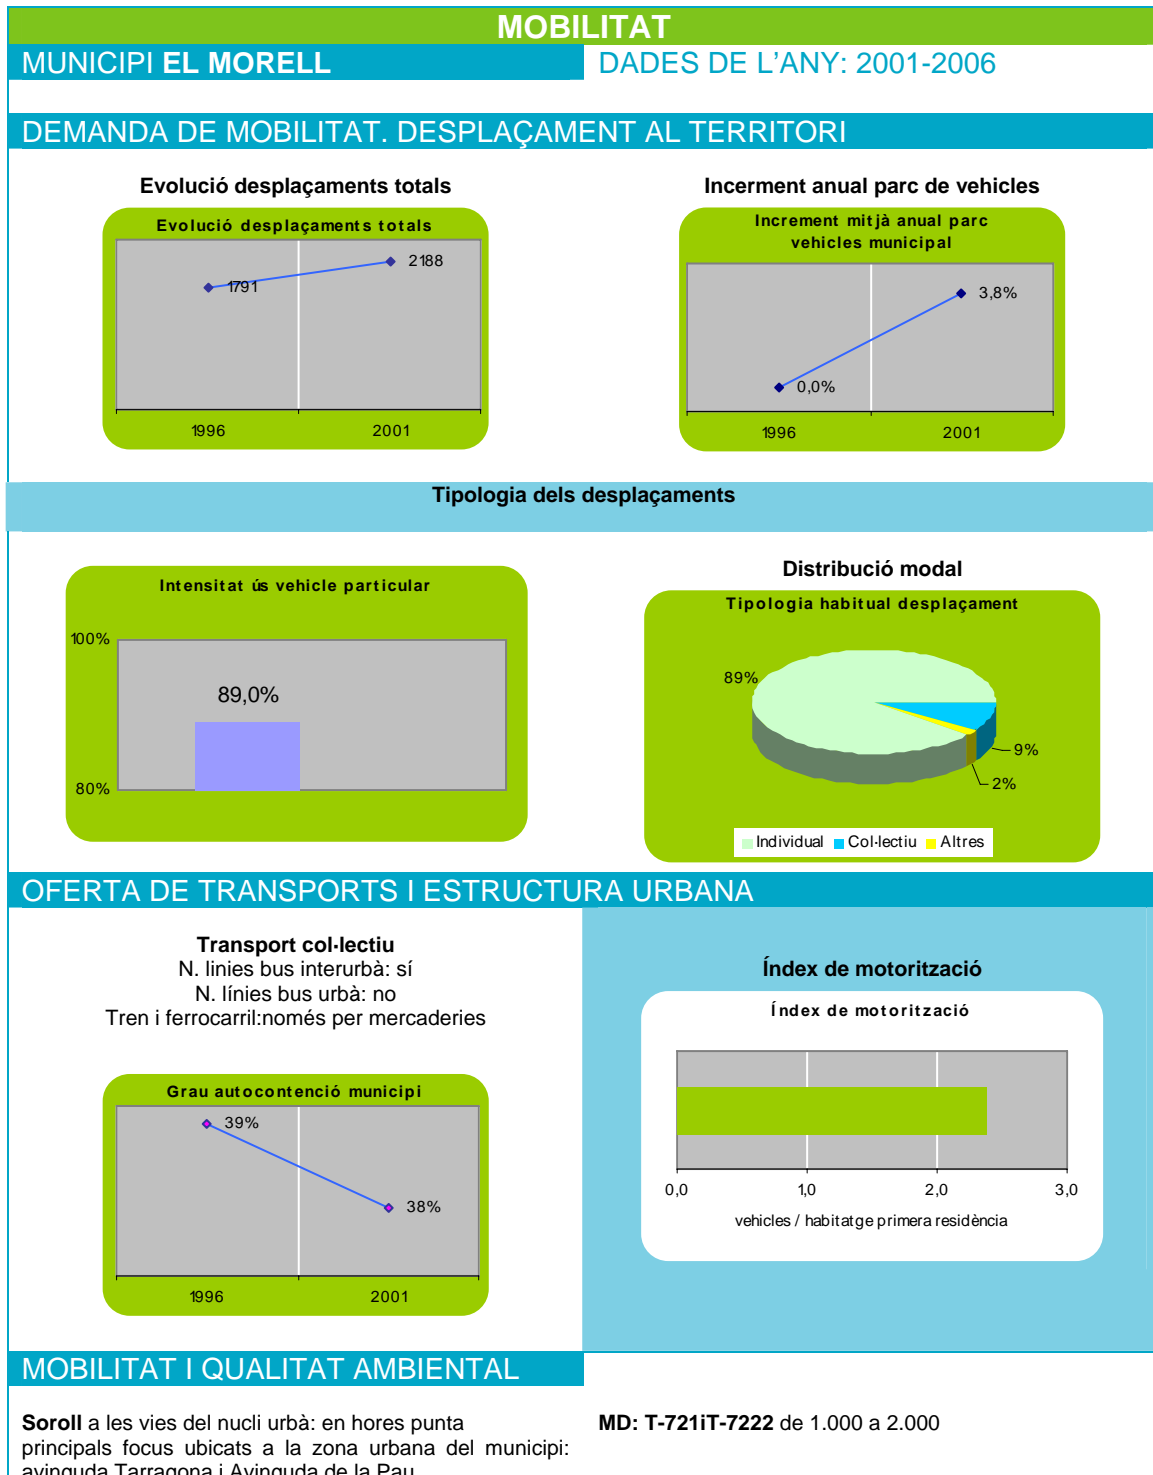 MOBILITAT
MUNICIPI EL MORELL
DADES DE L'ANY: 2001-2006
DEMANDA DE MOBILITAT. DESPLAÇAMENT AL TERRITORI
Evolució desplaçaments totals
Evolució desplaçaments totals
1791
2188
1996 2001
Incerment anual parc de vehicles
Increment mitjà anual parc
vehicles municipal
3,8%
0,0%
1996 2001
Tipologia dels desplaçaments
Intensitat ús vehicle particular
100%
89,0%
80%
Distribució modal
Tipologia habitual desplaçament
89%
9%
2%
Individual Col·lectiu Altres
OFERTA DE TRANSPORTS I ESTRUCTURA URBANA
Transport col·lectiu
N. linies bus interurbà: sí
N. línies bus urbà: no
Tren i ferrocarril:només per mercaderies
Grau autocontenció municipi
39%
38%
1996 2001
Índex de motorització
Índex de motorització
0,0 1,0 2,0 3,0
vehicles / habitatge primera residència
MOBILITAT I QUALITAT AMBIENTAL
Soroll a les vies del nucli urbà: en hores punta
principals focus ubicats a la zona urbana del municipi:
avinguda Tarragona i Avinguda de la Pau
MD: T-721iT-7222 de 1.000 a 2.000